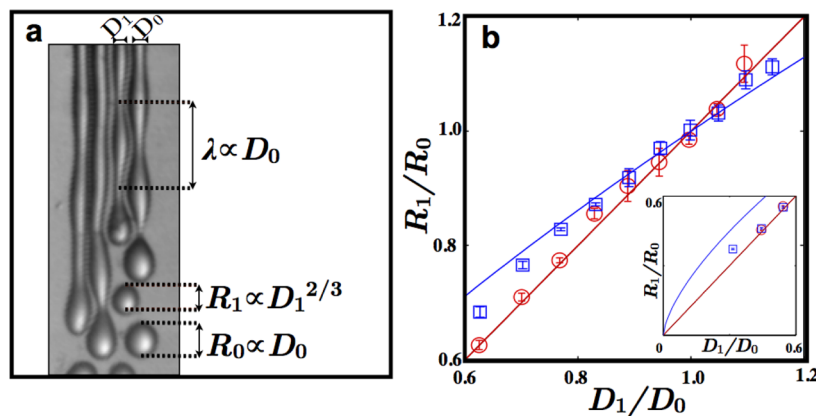 a
D₁ D₀
λ∝D₀
R₁∝D₁^2/3
R₀∝D₀
b
R₁/R₀
1.2
1.0
0.8
0.6
0.6 0.8 1.0 1.2
D₁/D₀
0.6
R₁/R₀
0 0.6
D₁/D₀